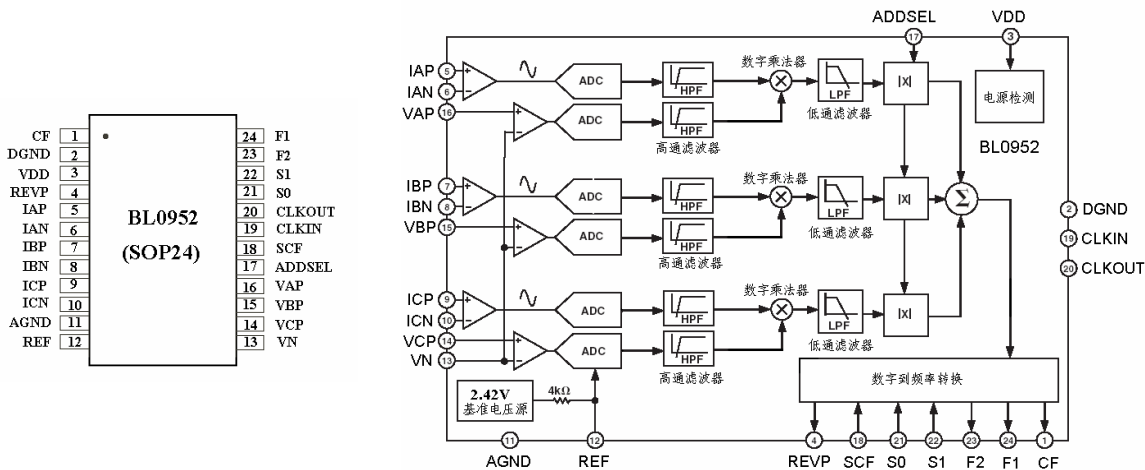 BL0952
(SOP24)
CF 1
DGND 2
VDD 3
REVP 4
IAP 5
IAN 6
IBP 7
IBN 8
ICP 9
ICN 10
AGND 11
REF 12
24 F1
23 F2
22 S1
21 S0
20 CLKOUT
19 CLKIN
18 SCF
17 ADDSEL
16 VAP
15 VBP
14 VCP
13 VN
ADDSEL 17
VDD 3
IAP 5 +
IAN 6 −
ADC
HPF
数字乘法器
LPF
低通滤波器
|X|
电源检测
VAP 16 +
−
ADC
HPF
高通滤波器
BL0952
IBP 7 +
IBN 8 −
ADC
HPF
数字乘法器
LPF
低通滤波器
|X|
Σ
VBP 15 +
−
ADC
HPF
高通滤波器
2 DGND
19 CLKIN
20 CLKOUT
ICP 9 +
ICN 10 −
ADC
HPF
数字乘法器
LPF
低通滤波器
|X|
VCP 14 +
VN 13 −
ADC
HPF
高通滤波器
2.42V
基准电压源
4kΩ
数字到频率转换
11 12 4 18 21 22 23 24 1
AGND REF REVP SCF S0 S1 F2 F1 CF